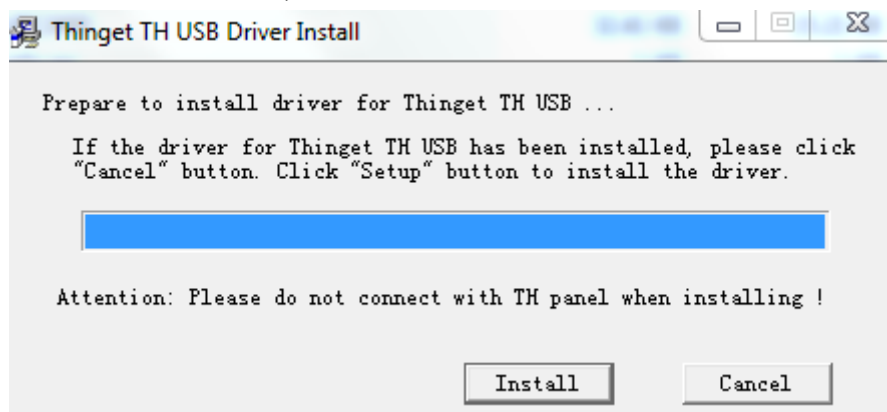 Thinget TH USB Driver Install
Prepare to install driver for Thinget TH USB ...
If the driver for Thinget TH USB has been installed, please click
"Cancel" button. Click "Setup" button to install the driver.
Attention: Please do not connect with TH panel when installing !
Install
Cancel